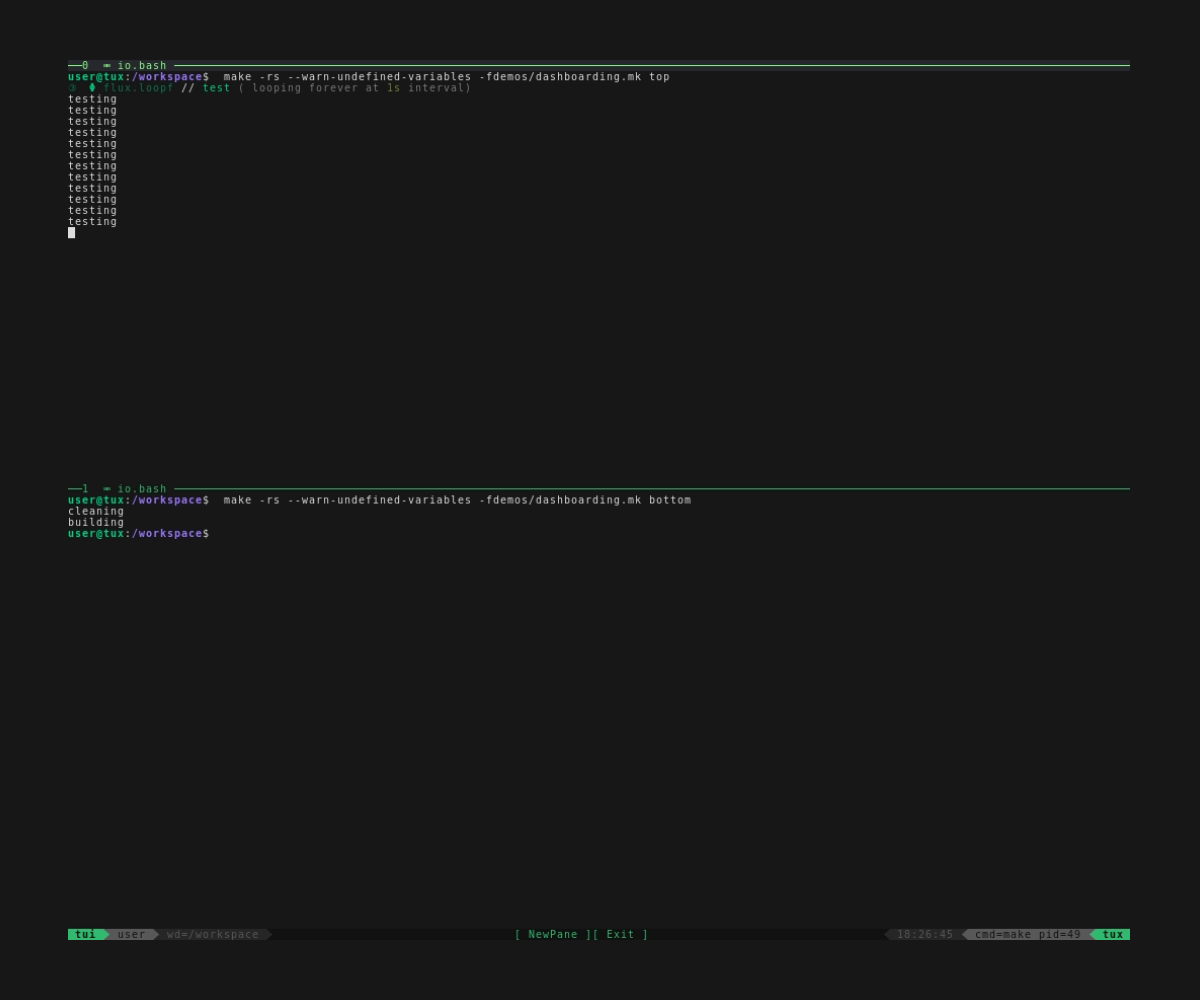 ──0 ═ io.bash ──
user@tux:/workspace$ make -rs --warn-undefined-variables -fdemos/dashboarding.mk top
③ ⬧ flux.loopf // test ( looping forever at 1s interval)
testing
testing
testing
testing
testing
testing
testing
testing
testing
testing
testing
testing
──1 ═ io.bash ──
user@tux:/workspace$ make -rs --warn-undefined-variables -fdemos/dashboarding.mk bottom
cleaning
building
user@tux:/workspace$
tui user wd=/workspace [ NewPane ][ Exit ] 18:26:45 cmd=make pid=49 tux